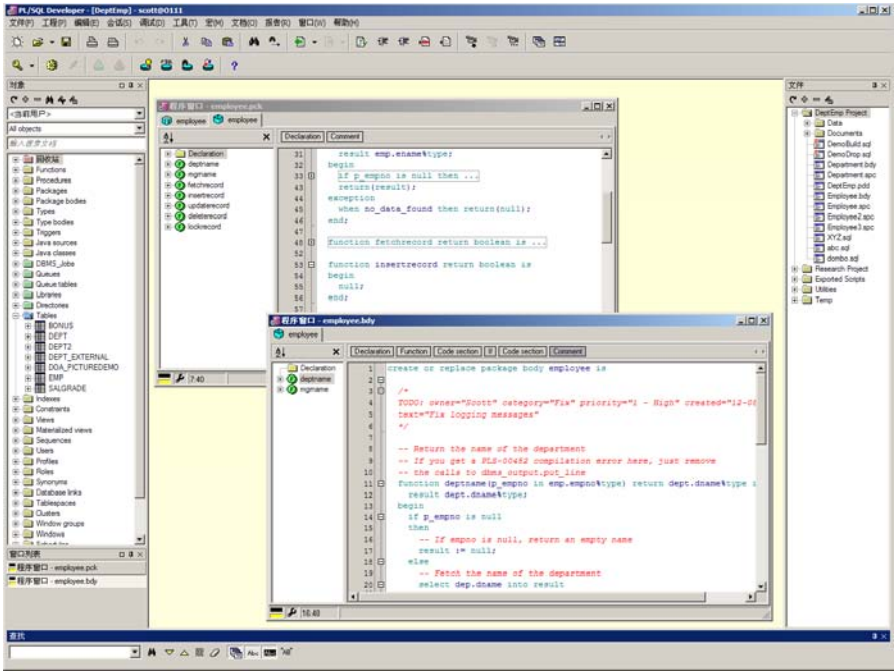 PL/SQL Developer - [DeptEmp] - scott@O111
文件(F) 工程(P) 编辑(E) 会话(S) 调试(D) 工具(T) 宏(M) 文档(O) 报告(R) 窗口(W) 帮助(H)
对象
<当前用户>
All objects
回收站
Functions
Procedures
Packages
Package bodies
Types
Type bodies
Triggers
Java sources
Java classes
DBMS_Jobs
Queues
Queue tables
Libraries
Directories
Tables
BONUS
DEPT
DEPT2
DEPT_EXTERNAL
DOA_PICTUREDEMO
EMP
SALGRADE
Indexes
Constraints
Views
Materialized views
Sequences
Users
Profiles
Roles
Synonyms
Database links
Tablespaces
Clusters
Window groups
Windows
窗口列表
程序窗口 - employee.pck
程序窗口 - employee.bdy
程序窗口 - employee.pck
employee employee
Declaration Comment
Declaration
deptname
mgrname
fetchrecord
insertrecord
updaterecord
deleterecord
lockrecord
31 result emp.ename%type;
32 begin
33 if p_empno is null then ...
43 return(result);
44 exception
45 when no_data_found then return(null);
46 end;
47
48 function fetchrecord return boolean is ...
52
53 function insertrecord return boolean is
54 begin
55 null;
56 end;
57
7:40
程序窗口 - employee.bdy
employee
Declaration Function Code section If Code section Comment
Declaration
deptname
mgrname
1 create or replace package body employee is
2
3 /*
4 TODO: owner="Scott" category="Fix" priority="1 - High" created="12-08
5 text="Fix logging messages"
6 */
7
8 -- Return the name of the department
9 -- If you get a PLS-00452 compilation error here, just remove
10 -- the calls to dbms_output.put_line
11 function deptname(p_empno in emp.empno%type) return dept.dname%type i
12 result dept.dname%type;
13 begin
14 if p_empno is null
15 then
16 -- If empno is null, return an empty name
17 result := null;
18 else
19 -- Fetch the name of the department
20 select dep.dname into result
16:48
文件
DeptEmp Project
Data
Documents
DemoBuild.sql
DemoDrop.sql
Department.bdy
Department.spc
DeptEmp.pdd
Employee.bdy
Employee.spc
Employee2.spc
Employee3.spc
XYZ.sql
abc.sql
dombo.sql
Research Project
Exported Scripts
Utilities
Temp
查找